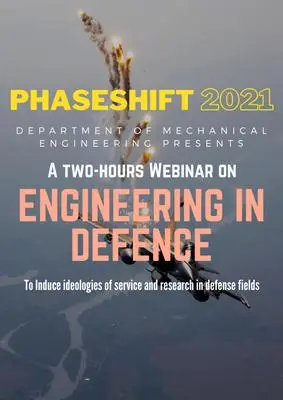 PHASESHIFT 2021
DEPARTMENT OF MECHANICAL
ENGINEERING PRESENTS
A TWO-HOURS WEBINAR ON
ENGINEERING IN
DEFENCE
To Induce ideologies of service and research in defense fields